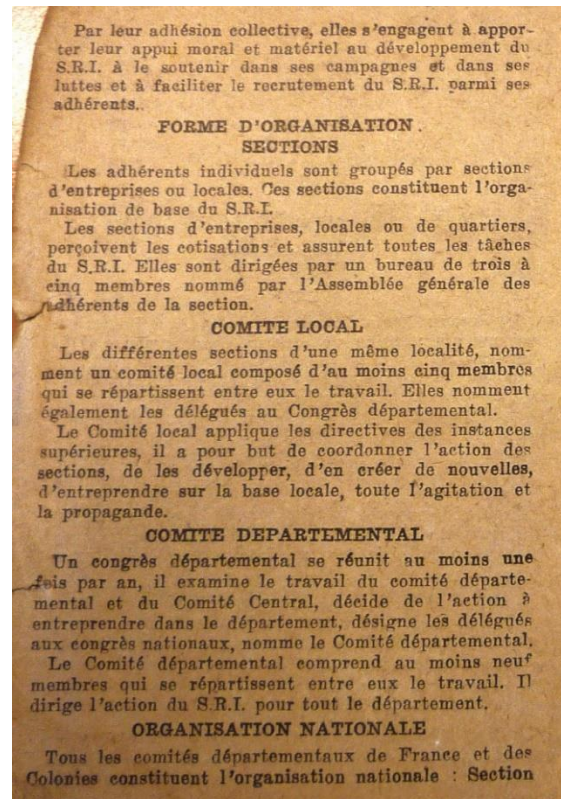 Par leur adhésion collective, elles s'engagent à appor-
ter leur appui moral et matériel au développement du
S.R.I. à le soutenir dans ses campagnes et dans ses
luttes et à faciliter le recrutement du S.R.I. parmi ses
adhérents.
FORME D'ORGANISATION.
SECTIONS
Les adhérents individuels sont groupés par sections
d'entreprises ou locales. Ces sections constituent l'orga-
nisation de base du S.R.I.
Les sections d'entreprises, locales ou de quartiers,
perçoivent les cotisations et assurent toutes les tâches
du S.R.I. Elles sont dirigées par un bureau de trois à
cinq membres nommé par l'Assemblée générale des
adhérents de la section.
COMITE LOCAL
Les différentes sections d'une même localité, nom-
ment un comité local composé d'au moins cinq membres
qui se répartissent entre eux le travail. Elles nomment
également les délégués au Congrès départemental.
Le Comité local applique les directives des instances
supérieures, il a pour but de coordonner l'action des
sections, de les développer, d'en créer de nouvelles,
d'entreprendre sur la base locale, toute l'agitation et
la propagande.
COMITE DEPARTEMENTAL
Un congrès départemental se réunit au moins une
fois par an, il examine le travail du comité départe-
mental et du Comité Central, décide de l'action à
entreprendre dans le département, désigne les délégués
aux congrès nationaux, nomme le Comité départemental.
Le Comité départemental comprend au moins neuf
membres qui se répartissent entre eux le travail. Il
dirige l'action du S.R.I. pour tout le département.
ORGANISATION NATIONALE
Tous les comités départementaux de France et des
Colonies constituent l'organisation nationale : Section